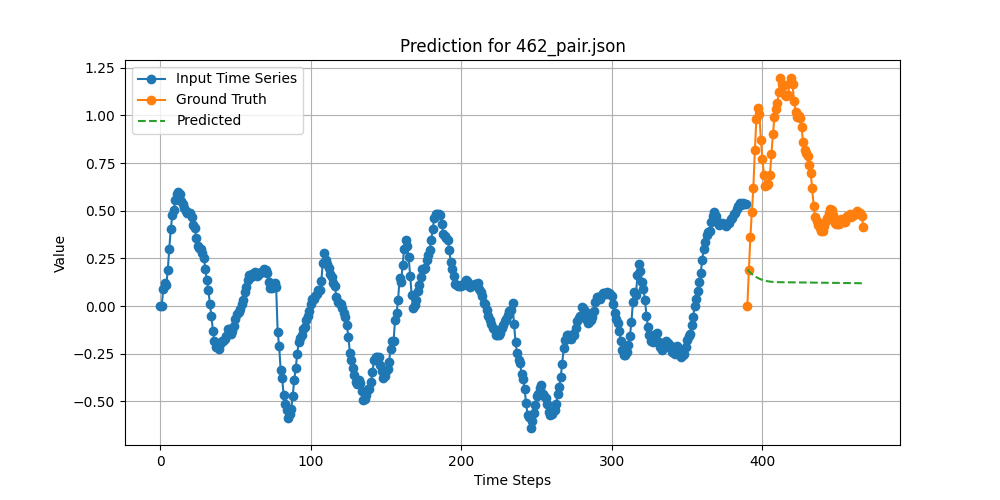 Prediction for 462_pair.json
Input Time Series
Ground Truth
Predicted
1.25
1.00
0.75
0.50
0.25
0.00
−0.25
−0.50
Value
0
100
200
300
400
Time Steps